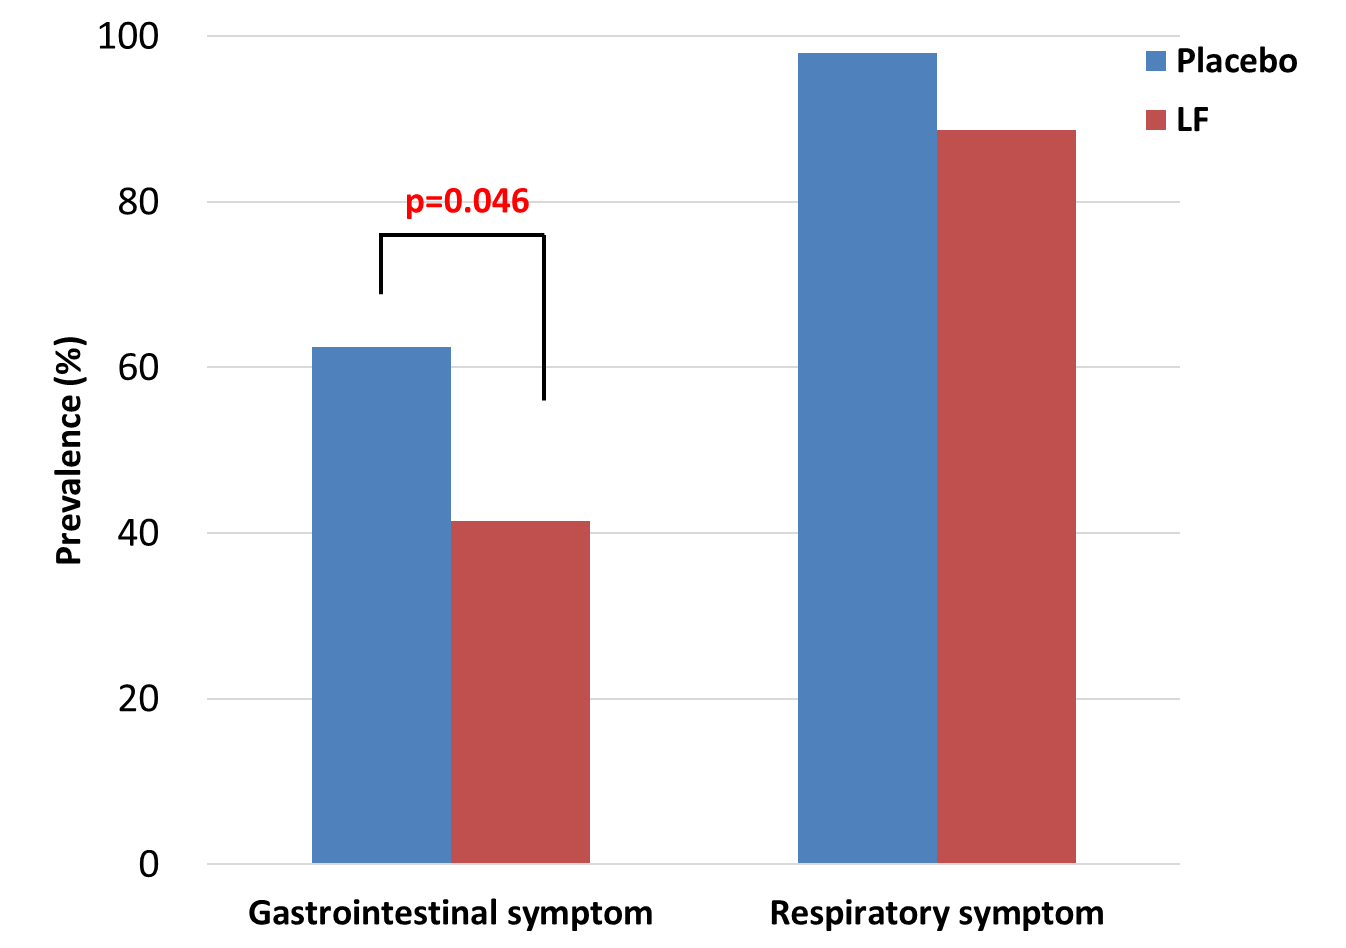 100
80
60
40
20
0
Prevalence (%)
p=0.046
Placebo
LF
Gastrointestinal symptom
Respiratory symptom